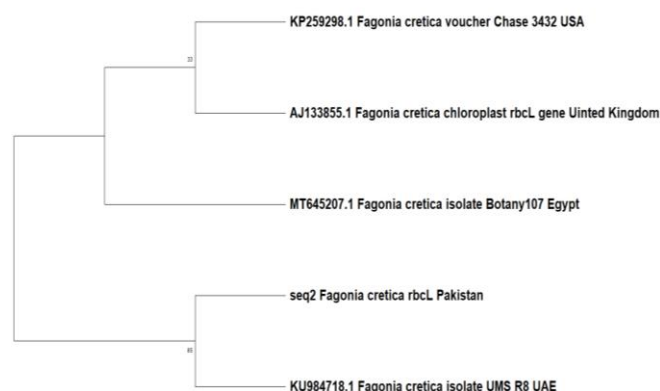 KP259298.1 Fagonia cretica voucher Chase 3432 USA
AJ133855.1 Fagonia cretica chloroplast rbcL gene Uinted Kingdom
MT645207.1 Fagonia cretica isolate Botany107 Egypt
seq2 Fagonia cretica rbcL Pakistan
KU984718.1 Fagonia cretica isolate UMS R8 UAE